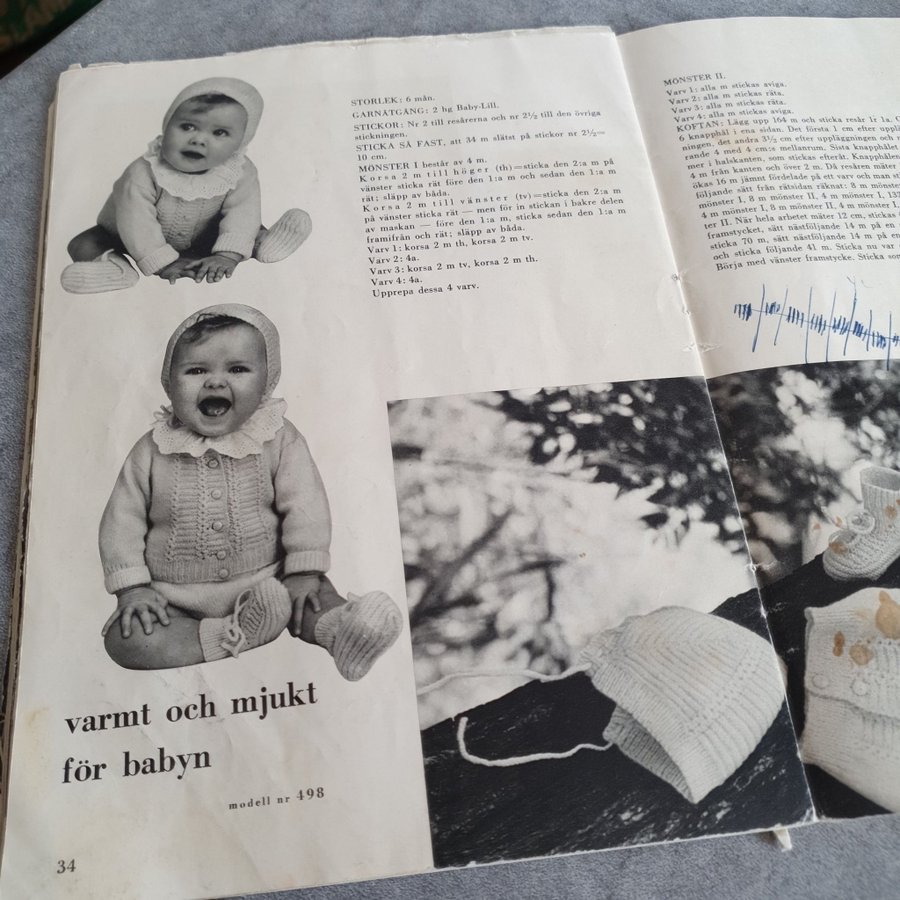 STORLEK: 6 mån.
GARNÅTGÅNG: 2 hg Baby-Lill.
STICKOR: Nr 2 till resårerna och nr 2½ till den övriga
stickningen.
STICKA SÅ FAST, att 34 m slätst på stickor nr 2½=
10 cm.
MÖNSTER I består av 4 m.
Korsa 2 m till höger (th)=sticka den 2:a m på
vänster sticka rät före den 1:a m och sedan den 1:a m
rät; släpp av båda.
Korsa 2 m till vänster (tv)=sticka den 2:a m
på vänster sticka rät — men för in stickan i bakre delen
av maskan — före den 1:a m, sticka sedan den 1:a m
framifrån och rät; släpp av båda.
Varv 1: korsa 2 m th, korsa 2 m tv.
Varv 2: 4a.
Varv 3: korsa 2 m tv, korsa 2 m th.
Varv 4: 4a.
Upprepa dessa 4 varv.
varmt och mjukt
för babyn
modell nr 498
34
MÖNSTER II.
Varv 1: alla m stickas aviga.
Varv 2: alla m stickas räta.
Varv 3: alla m stickas räta.
Varv 4: alla m stickas aviga.
KOFTAN: Lägg upp 164 m och sticka resår 1r 1a.
6 knapphål i ena sidan. Det första 1 cm efter uppläg
ningen, det andra 3½ cm efter uppläggningen och
rande 4 med 4 cm:s mellanrum. Sista knapphålet
mer i halskanten, som stickas efteråt. Knapphålen
4 m från kanten och över 2 m. Då resåren mäter
ökas 16 m jämnt fördelade på ett varv och man
följande sätt från rätsidan räknat: 8 m mönster
mönster I, 8 m mönster II, 4 m mönster I,
4 m mönster I, 8 m mönster II, 4 m mönster I,
ter II. När hela arbetet mäter 12 cm, stickas
framstycket, sätt nästföljande 14 m på en
sticka 70 m, sätt nästföljande 14 m på en
och sticka följande 41 m. Sticka nu var
Börja med vänster framstycke. Sticka som